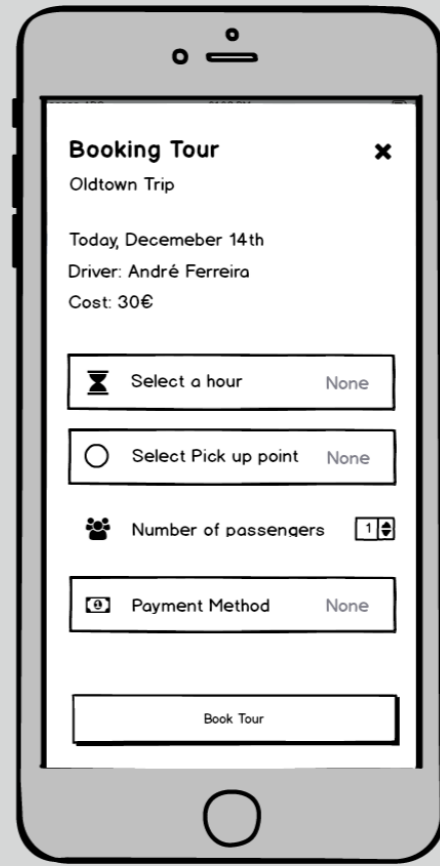 Booking Tour
Oldtown Trip
Today, Decemeber 14th
Driver: André Ferreira
Cost: 30€
Select a hour None
Select Pick up point None
Number of passengers 1
Payment Method None
Book Tour